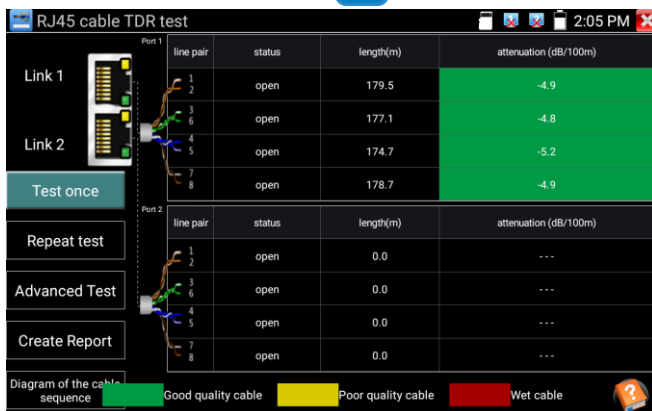 RJ45 cable TDR test
2:05 PM
Port 1
line pair status length(m) attenuation (dB/100m)
Link 1
1
2 open 179.5 -4.9
3
6 open 177.1 -4.8
Link 2
4
5 open 174.7 -5.2
7
8 open 178.7 -4.9
Test once
Port 2
line pair status length(m) attenuation (dB/100m)
Repeat test
1
2 open 0.0 ---
3
6 open 0.0 ---
Advanced Test
4
5 open 0.0 ---
Create Report
7
8 open 0.0 ---
Diagram of the cable
sequence
Good quality cable Poor quality cable Wet cable